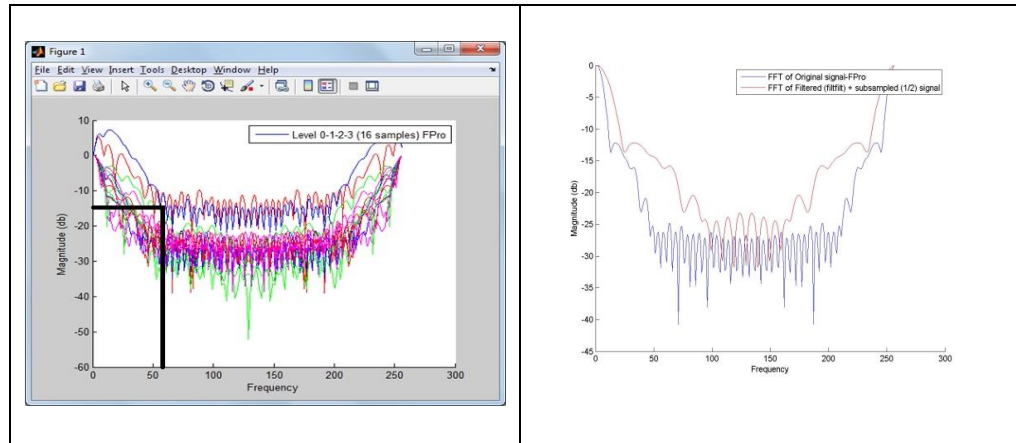 Figure 1
File Edit View Insert Tools Desktop Window Help
Level 0-1-2-3 (16 samples) FPro
10
0
-10
-20
-30
-40
-50
-60
Magnitude (db)
0 50 100 150 200 250 300
Frequency
FFT of Original signal-FPro
FFT of Filtered (filtfilt) + subsampled (1/2) signal
0
-5
-10
-15
-20
-25
-30
-35
-40
-45
Magnitude (db)
0 50 100 150 200 250 300
Frequency